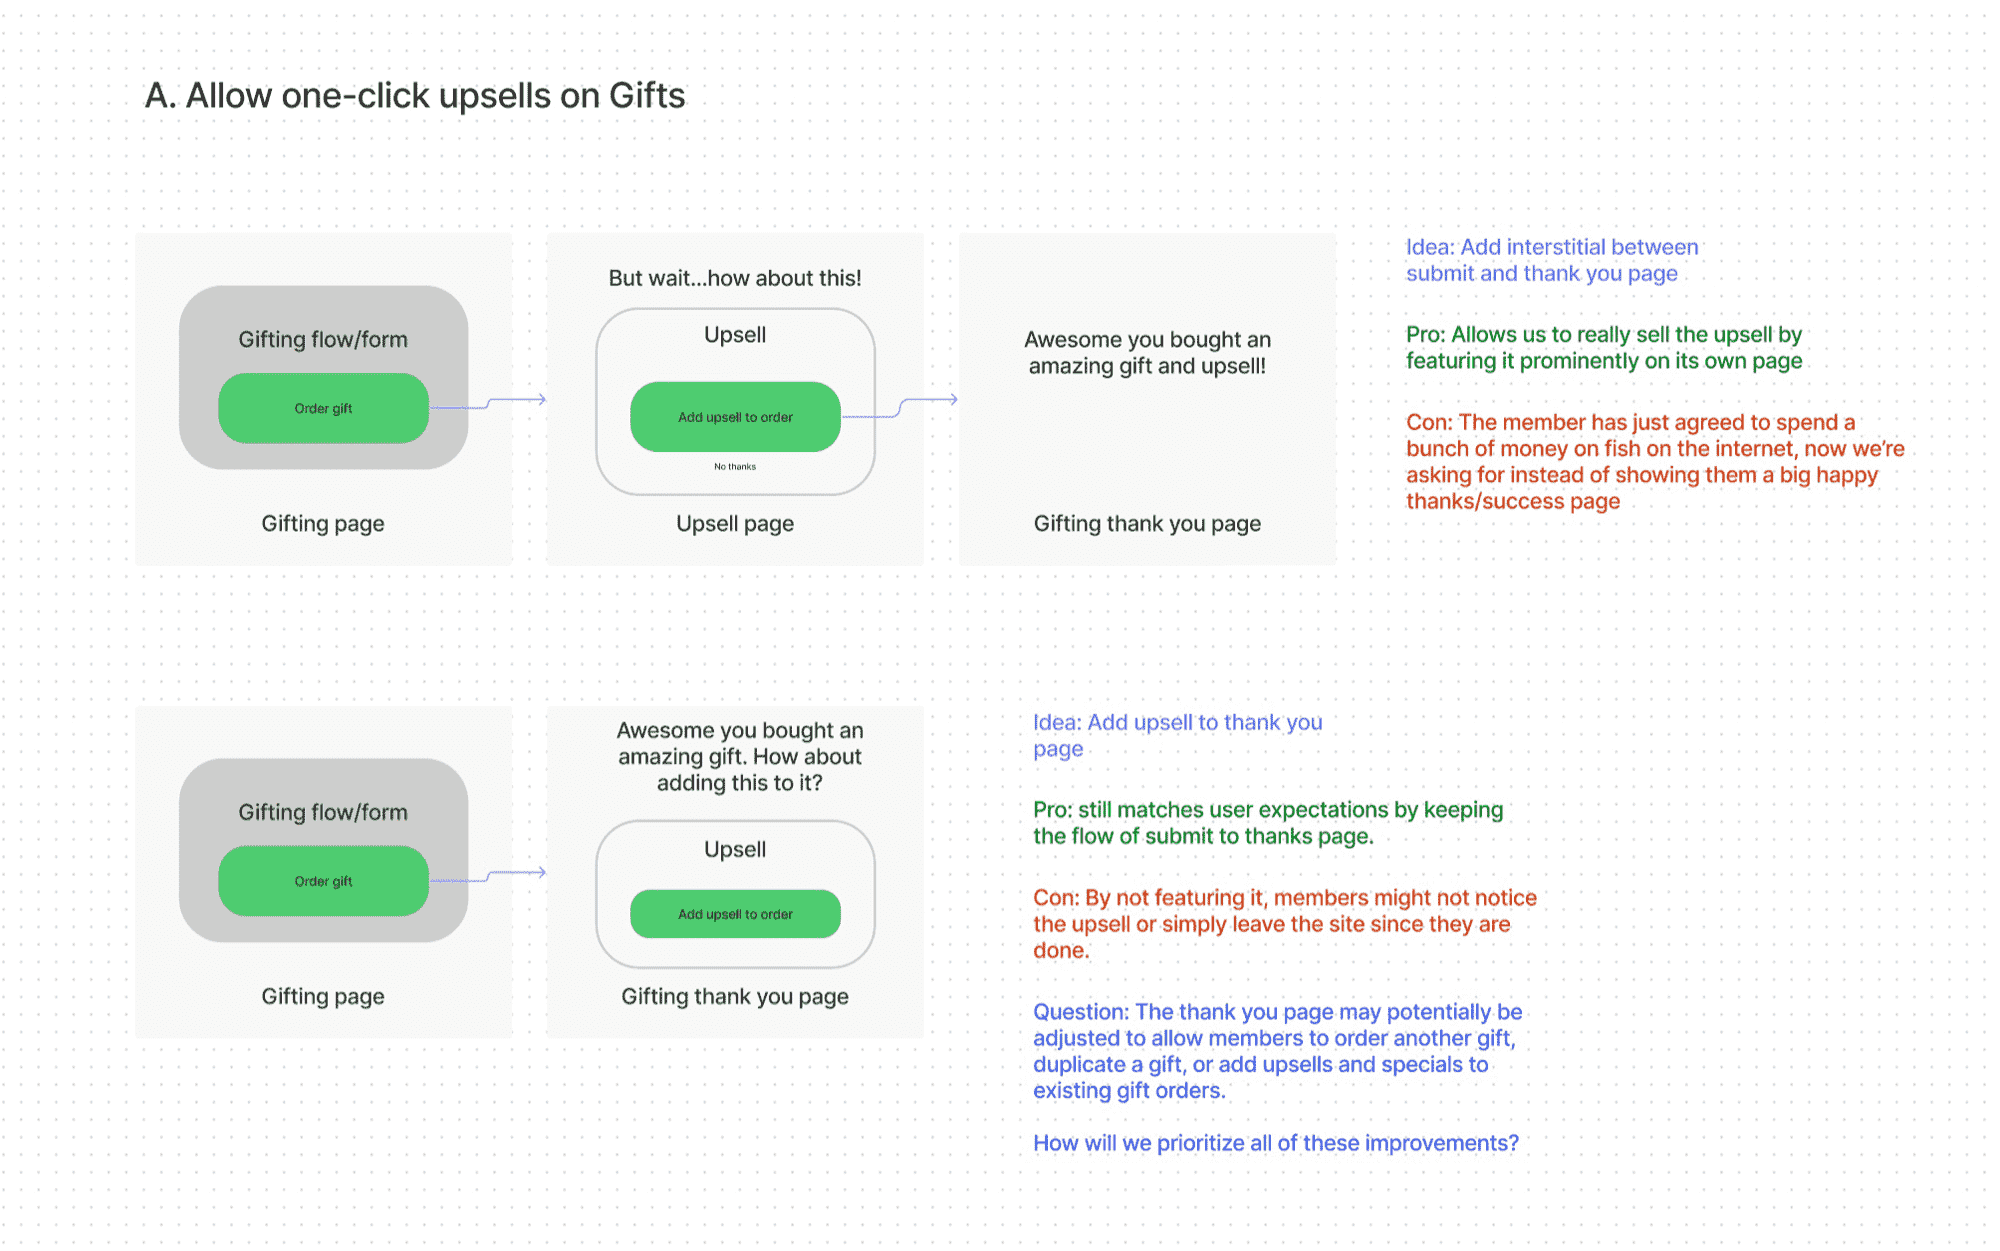 A. Allow one-click upsells on Gifts
Gifting flow/form
Order gift
Gifting page
But wait...how about this!
Upsell
Add upsell to order
No thanks
Upsell page
Awesome you bought an
amazing gift and upsell!
Gifting thank you page
Idea: Add interstitial between
submit and thank you page
Pro: Allows us to really sell the upsell by
featuring it prominently on its own page
Con: The member has just agreed to spend a
bunch of money on fish on the internet, now we're
asking for instead of showing them a big happy
thanks/success page
Gifting flow/form
Order gift
Gifting page
Awesome you bought an
amazing gift. How about
adding this to it?
Upsell
Add upsell to order
Gifting thank you page
Idea: Add upsell to thank you
page
Pro: still matches user expectations by keeping
the flow of submit to thanks page.
Con: By not featuring it, members might not notice
the upsell or simply leave the site since they are
done.
Question: The thank you page may potentially be
adjusted to allow members to order another gift,
duplicate a gift, or add upsells and specials to
existing gift orders.
How will we prioritize all of these improvements?